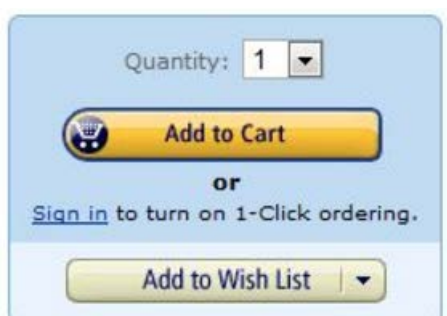 Quantity: 1
Add to Cart
or
Sign in to turn on 1-Click ordering.
Add to Wish List